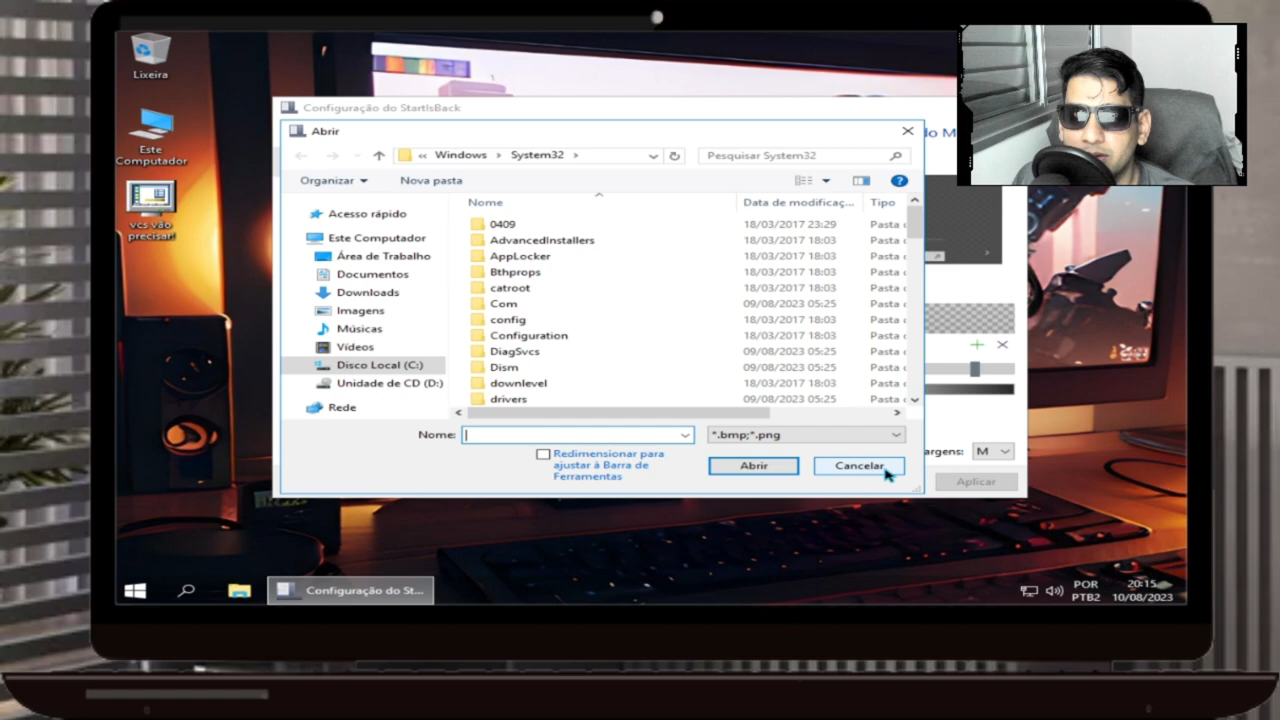 Lixeira
Este
Computador
vcs vão
precisar!
Configuração do StartIsBack
do M
Abrir
«
Windows
System32
Pesquisar System32
Organizar
Nova pasta
?
Acesso rápido
Este Computador
Área de Trabalho
Documentos
Downloads
Imagens
Músicas
Vídeos
Disco Local (C:)
Unidade de CD (D:)
Rede
Nome Data de modificaç... Tipo
0409 18/03/2017 23:29 Pasta
AdvancedInstallers 18/03/2017 18:03 Pasta
AppLocker 18/03/2017 18:03 Pasta
Bthprops 18/03/2017 18:03 Pasta
catroot 18/03/2017 18:03 Pasta
Com 09/08/2023 05:25 Pasta
config 18/03/2017 18:03 Pasta
Configuration 18/03/2017 18:03 Pasta
DiagSvcs 09/08/2023 05:25 Pasta
Dism 09/08/2023 05:25 Pasta
downlevel 18/03/2017 18:03 Pasta
drivers 09/08/2023 05:25 Pasta
Nome:
*.bmp;*.png
Redimensionar para
ajustar à Barra de
Ferramentas
Abrir
Cancelar
argens: M
Aplicar
Configuração do St...
POR
PTB2
20:15
10/08/2023